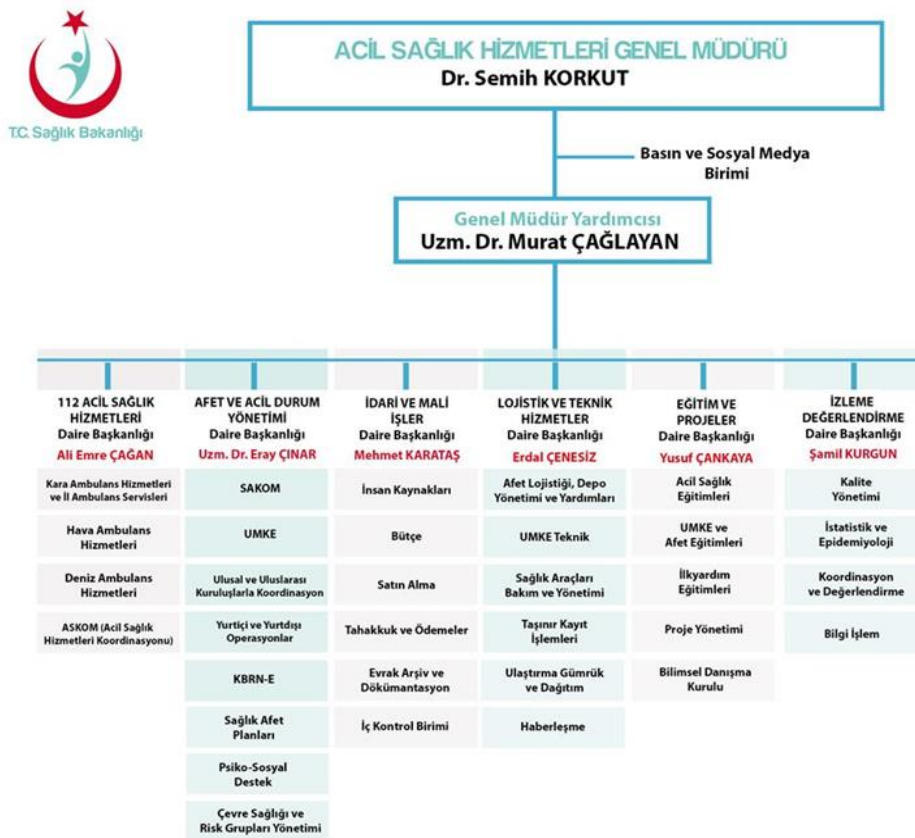 T.C. Sağlık Bakanlığı
ACİL SAĞLIK HİZMETLERİ GENEL MÜDÜRÜ
Dr. Semih KORKUT
Basın ve Sosyal Medya
Birimi
Genel Müdür Yardımcısı
Uzm. Dr. Murat ÇAĞLAYAN
112 ACİL SAĞLIK
HİZMETLERİ
Daire Başkanlığı
Ali Emre ÇAĞAN
Kara Ambulans Hizmetleri
ve İl Ambulans Servisleri
Hava Ambulans
Hizmetleri
Deniz Ambulans
Hizmetleri
ASKOM (Acil Sağlık
Hizmetleri Koordinasyonu)
AFET VE ACİL DURUM
YÖNETİMİ
Daire Başkanlığı
Uzm. Dr. Eray ÇINAR
SAKOM
UMKE
Ulusal ve Uluslarası
Kuruluşlarla Koordinasyon
Yurtiçi ve Yurtdışı
Operasyonlar
KBRN-E
Sağlık Afet
Planları
Psiko-Sosyal
Destek
Çevre Sağlığı ve
Risk Grupları Yönetimi
İDARİ VE MALİ
İŞLER
Daire Başkanlığı
Mehmet KARATAŞ
İnsan Kaynakları
Bütçe
Satın Alma
Tahakkuk ve Ödemeler
Evrak Arşiv ve
Dökümantasyon
İç Kontrol Birimi
LOJİSTİK VE TEKNİK
HİZMETLER
Daire Başkanlığı
Erdal ÇENESİZ
Afet Lojistiği, Depo
Yönetimi ve Yardımları
UMKE Teknik
Sağlık Araçları
Bakım ve Yönetimi
Taşınır Kayıt
İşlemleri
Ulaştırma Gümrük
ve Dağıtım
Haberleşme
EĞİTİM VE
PROJELER
Daire Başkanlığı
Yusuf ÇANKAYA
Acil Sağlık
Eğitimleri
UMKE ve
Afet Eğitimleri
İlkyardım
Eğitimleri
Proje Yönetimi
Bilimsel Danışma
Kurulu
İZLEME
DEĞERLENDİRME
Daire Başkanlığı
Şamil KURGUN
Kalite
Yönetimi
İstatistik ve
Epidemiyoloji
Koordinasyon
ve Değerlendirme
Bilgi İşlem